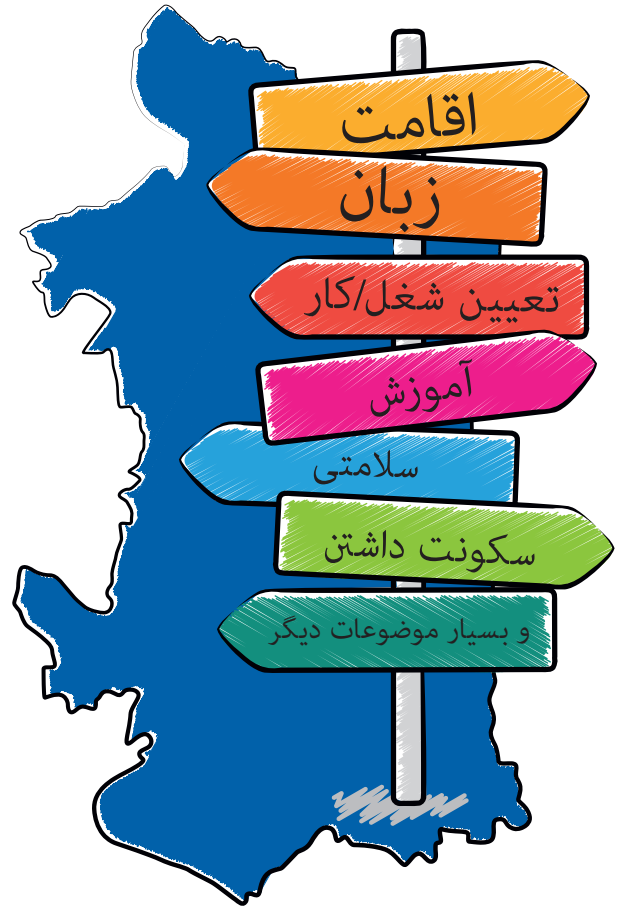 اقامت
زبان
تعیین شغل/کار
آموزش
سلامتی
سکونت داشتن
و بسیار موضوعات دیگر